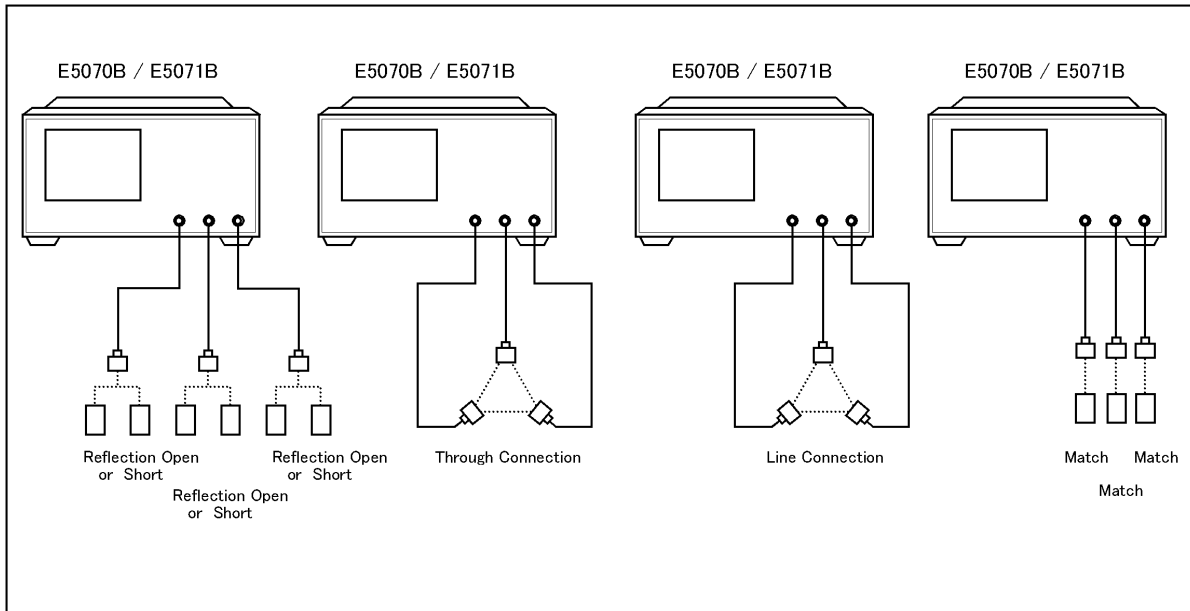 E5070B / E5071B
E5070B / E5071B
E5070B / E5071B
E5070B / E5071B
Reflection Open
or Short
Reflection Open
or Short
Reflection Open
or Short
Through Connection
Line Connection
Match
Match
Match